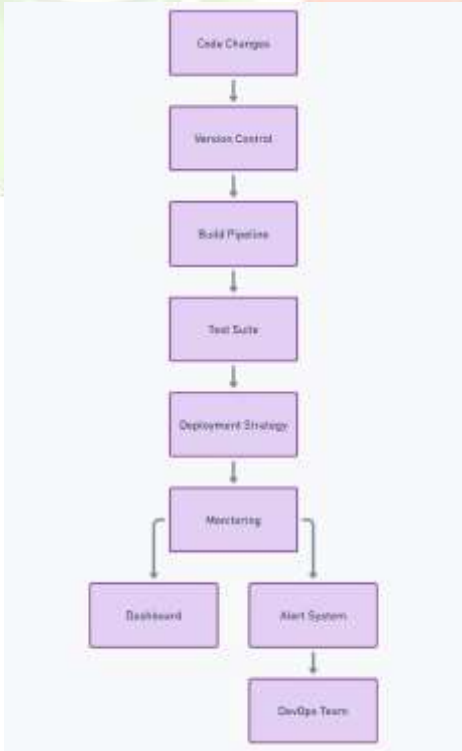 Code Changes
Version Control
Build Pipeline
Test Suite
Deployment Strategy
Monitoring
Dashboard
Alert System
DevOps Team